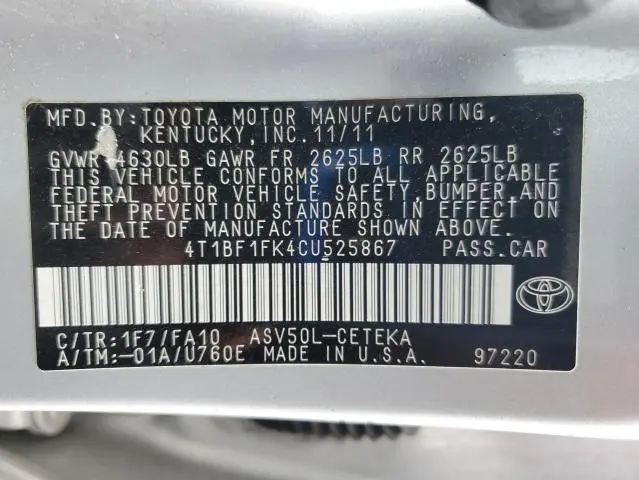 MFD.BY:TOYOTA MOTOR MANUFACTURING,
KENTUCKY,INC.11/11
GVWR 4630LB GAWR FR 2625LB RR 2625LB
THIS VEHICLE CONFORMS TO ALL APPLICABLE
FEDERAL MOTOR VEHICLE SAFETY,BUMPER,AND
THEFT PREVENTION STANDARDS IN EFFECT ON
THE DATE OF MANUFACTURE SHOWN ABOVE.
4T1BF1FK4CU525867 PASS.CAR
C/TR:1F7/FA10 ASV50L-CETEKA
A/TM:-01A/U760E MADE IN U.S.A. 97220